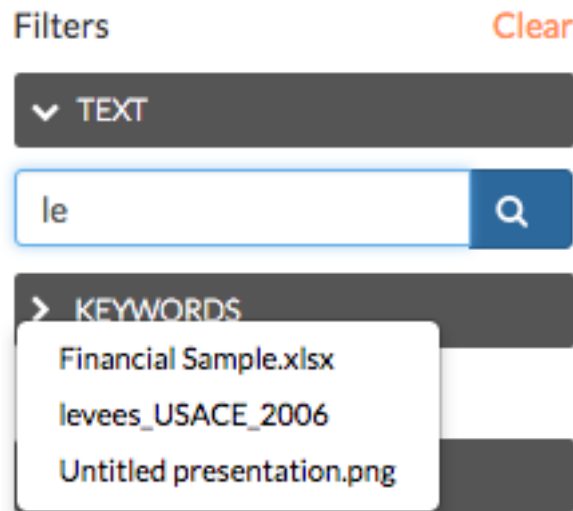 Filters Clear
TEXT
le
KEYWORDS
Financial Sample.xlsx
levees_USACE_2006
Untitled presentation.png